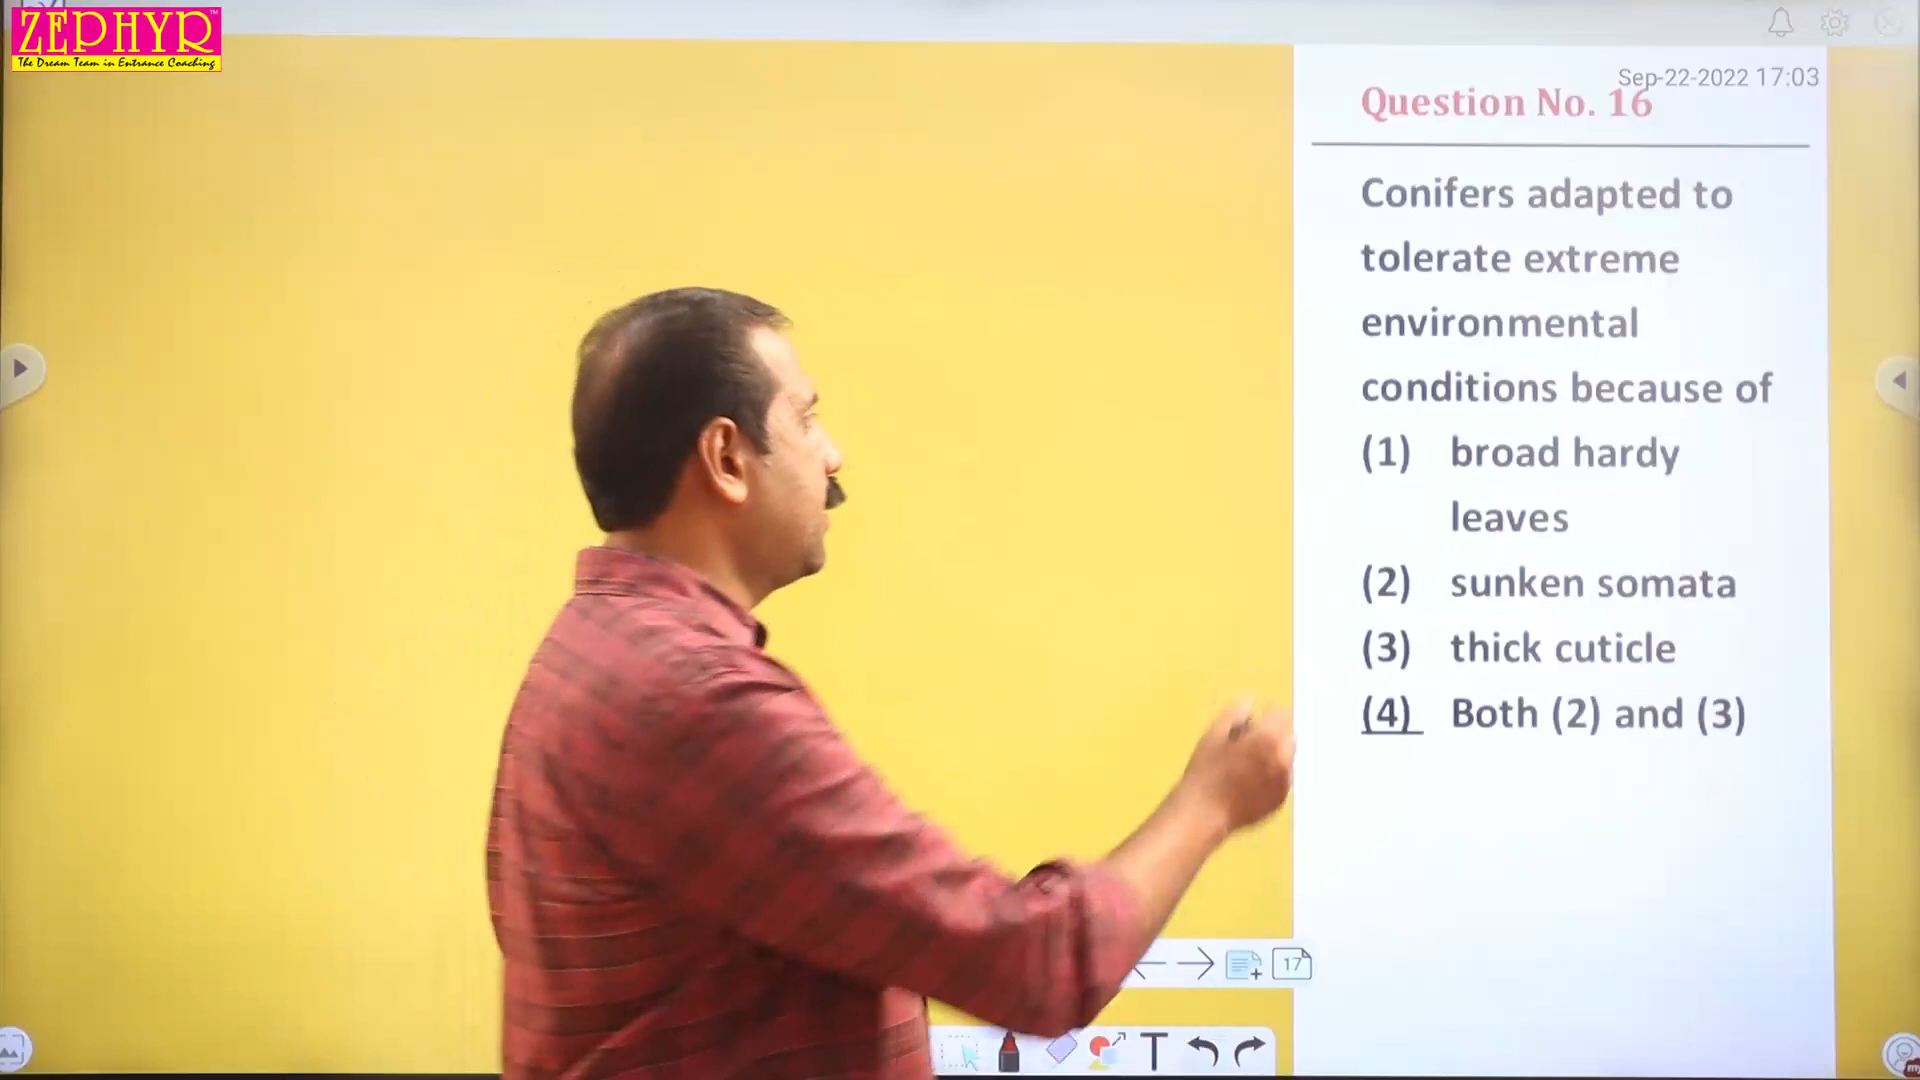 ZEPHYR™
The Dream Team in Entrance Coaching
Sep-22-2022 17:03
Question No. 16
Conifers adapted to
tolerate extreme
environmental
conditions because of
(1) broad hardy
leaves
(2) sunken somata
(3) thick cuticle
(4) Both (2) and (3)
17
T